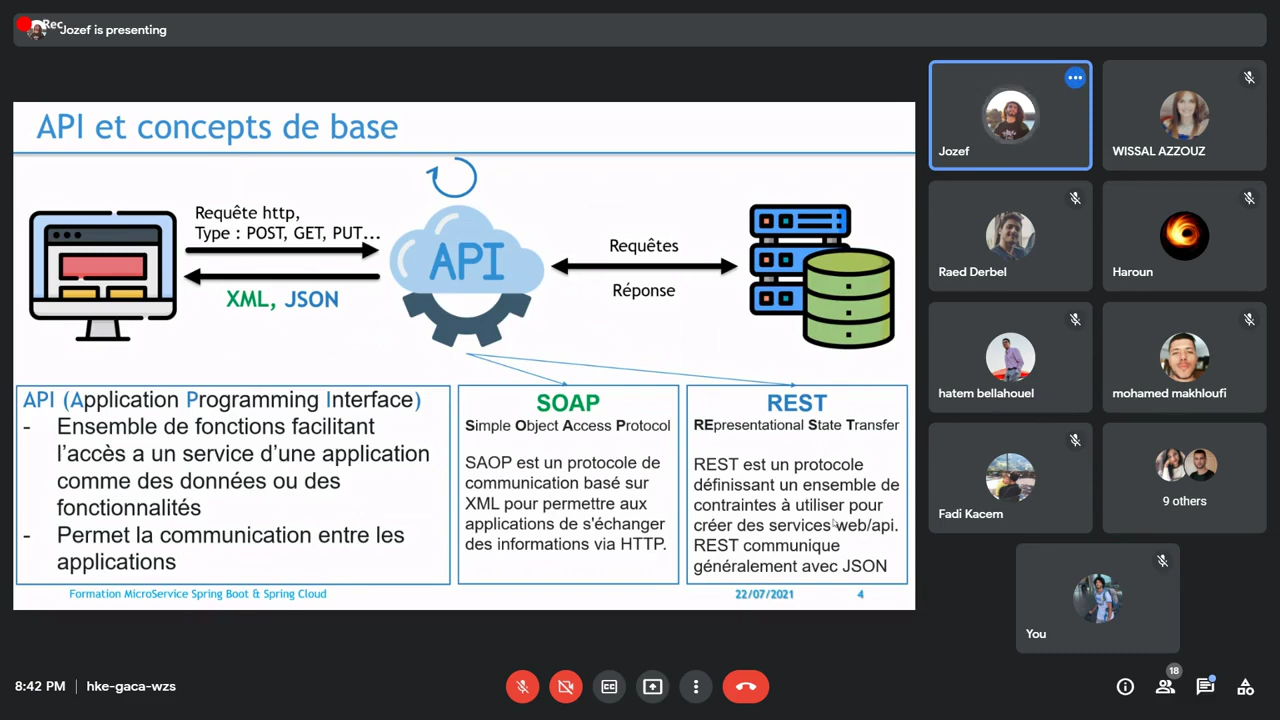 Rec
Jozef is presenting
API et concepts de base
Requête http,
Type : POST, GET, PUT...
XML, JSON
API
Requêtes
Réponse
API (Application Programming Interface)
- Ensemble de fonctions facilitant
l'accès a un service d'une application
comme des données ou des
fonctionnalités
- Permet la communication entre les
applications
SOAP
Simple Object Access Protocol
SAOP est un protocole de
communication basé sur
XML pour permettre aux
applications de s'échanger
des informations via HTTP.
REST
REpresentational State Transfer
REST est un protocole
définissant un ensemble de
contraintes à utiliser pour
créer des services web/api.
REST communique
généralement avec JSON
Formation MicroService Spring Boot & Spring Cloud
22/07/2021
4
Jozef
WISSAL AZZOUZ
Raed Derbel
Haroun
hatem bellahouel
mohamed makhloufi
Fadi Kacem
9 others
You
8:42 PM | hke-gaca-wzs
18